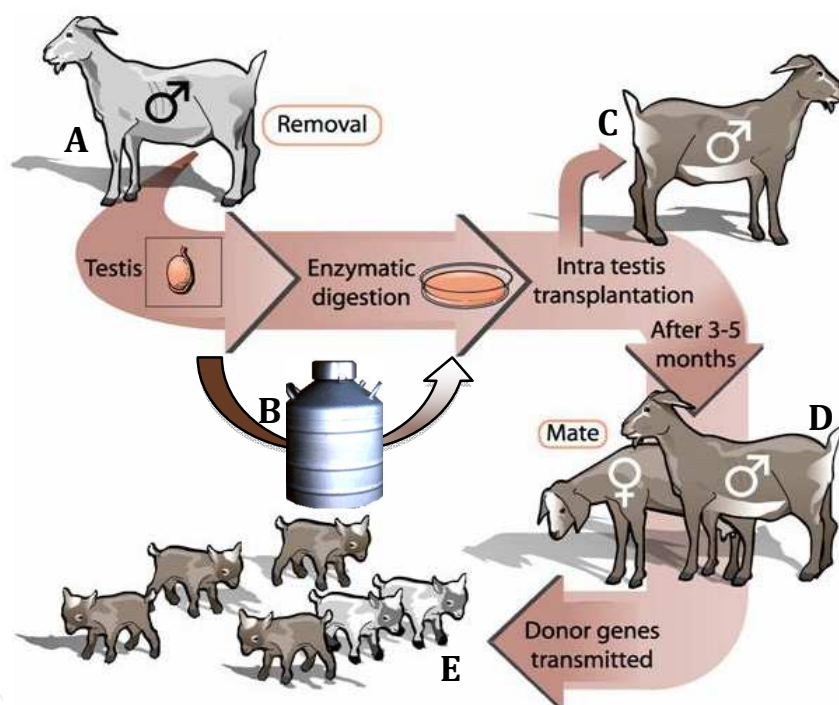 A
Removal
C
Testis
Enzymatic
digestion
Intra testis
transplantation
After 3-5
months
B
Mate
D
Donor genes
transmitted
E